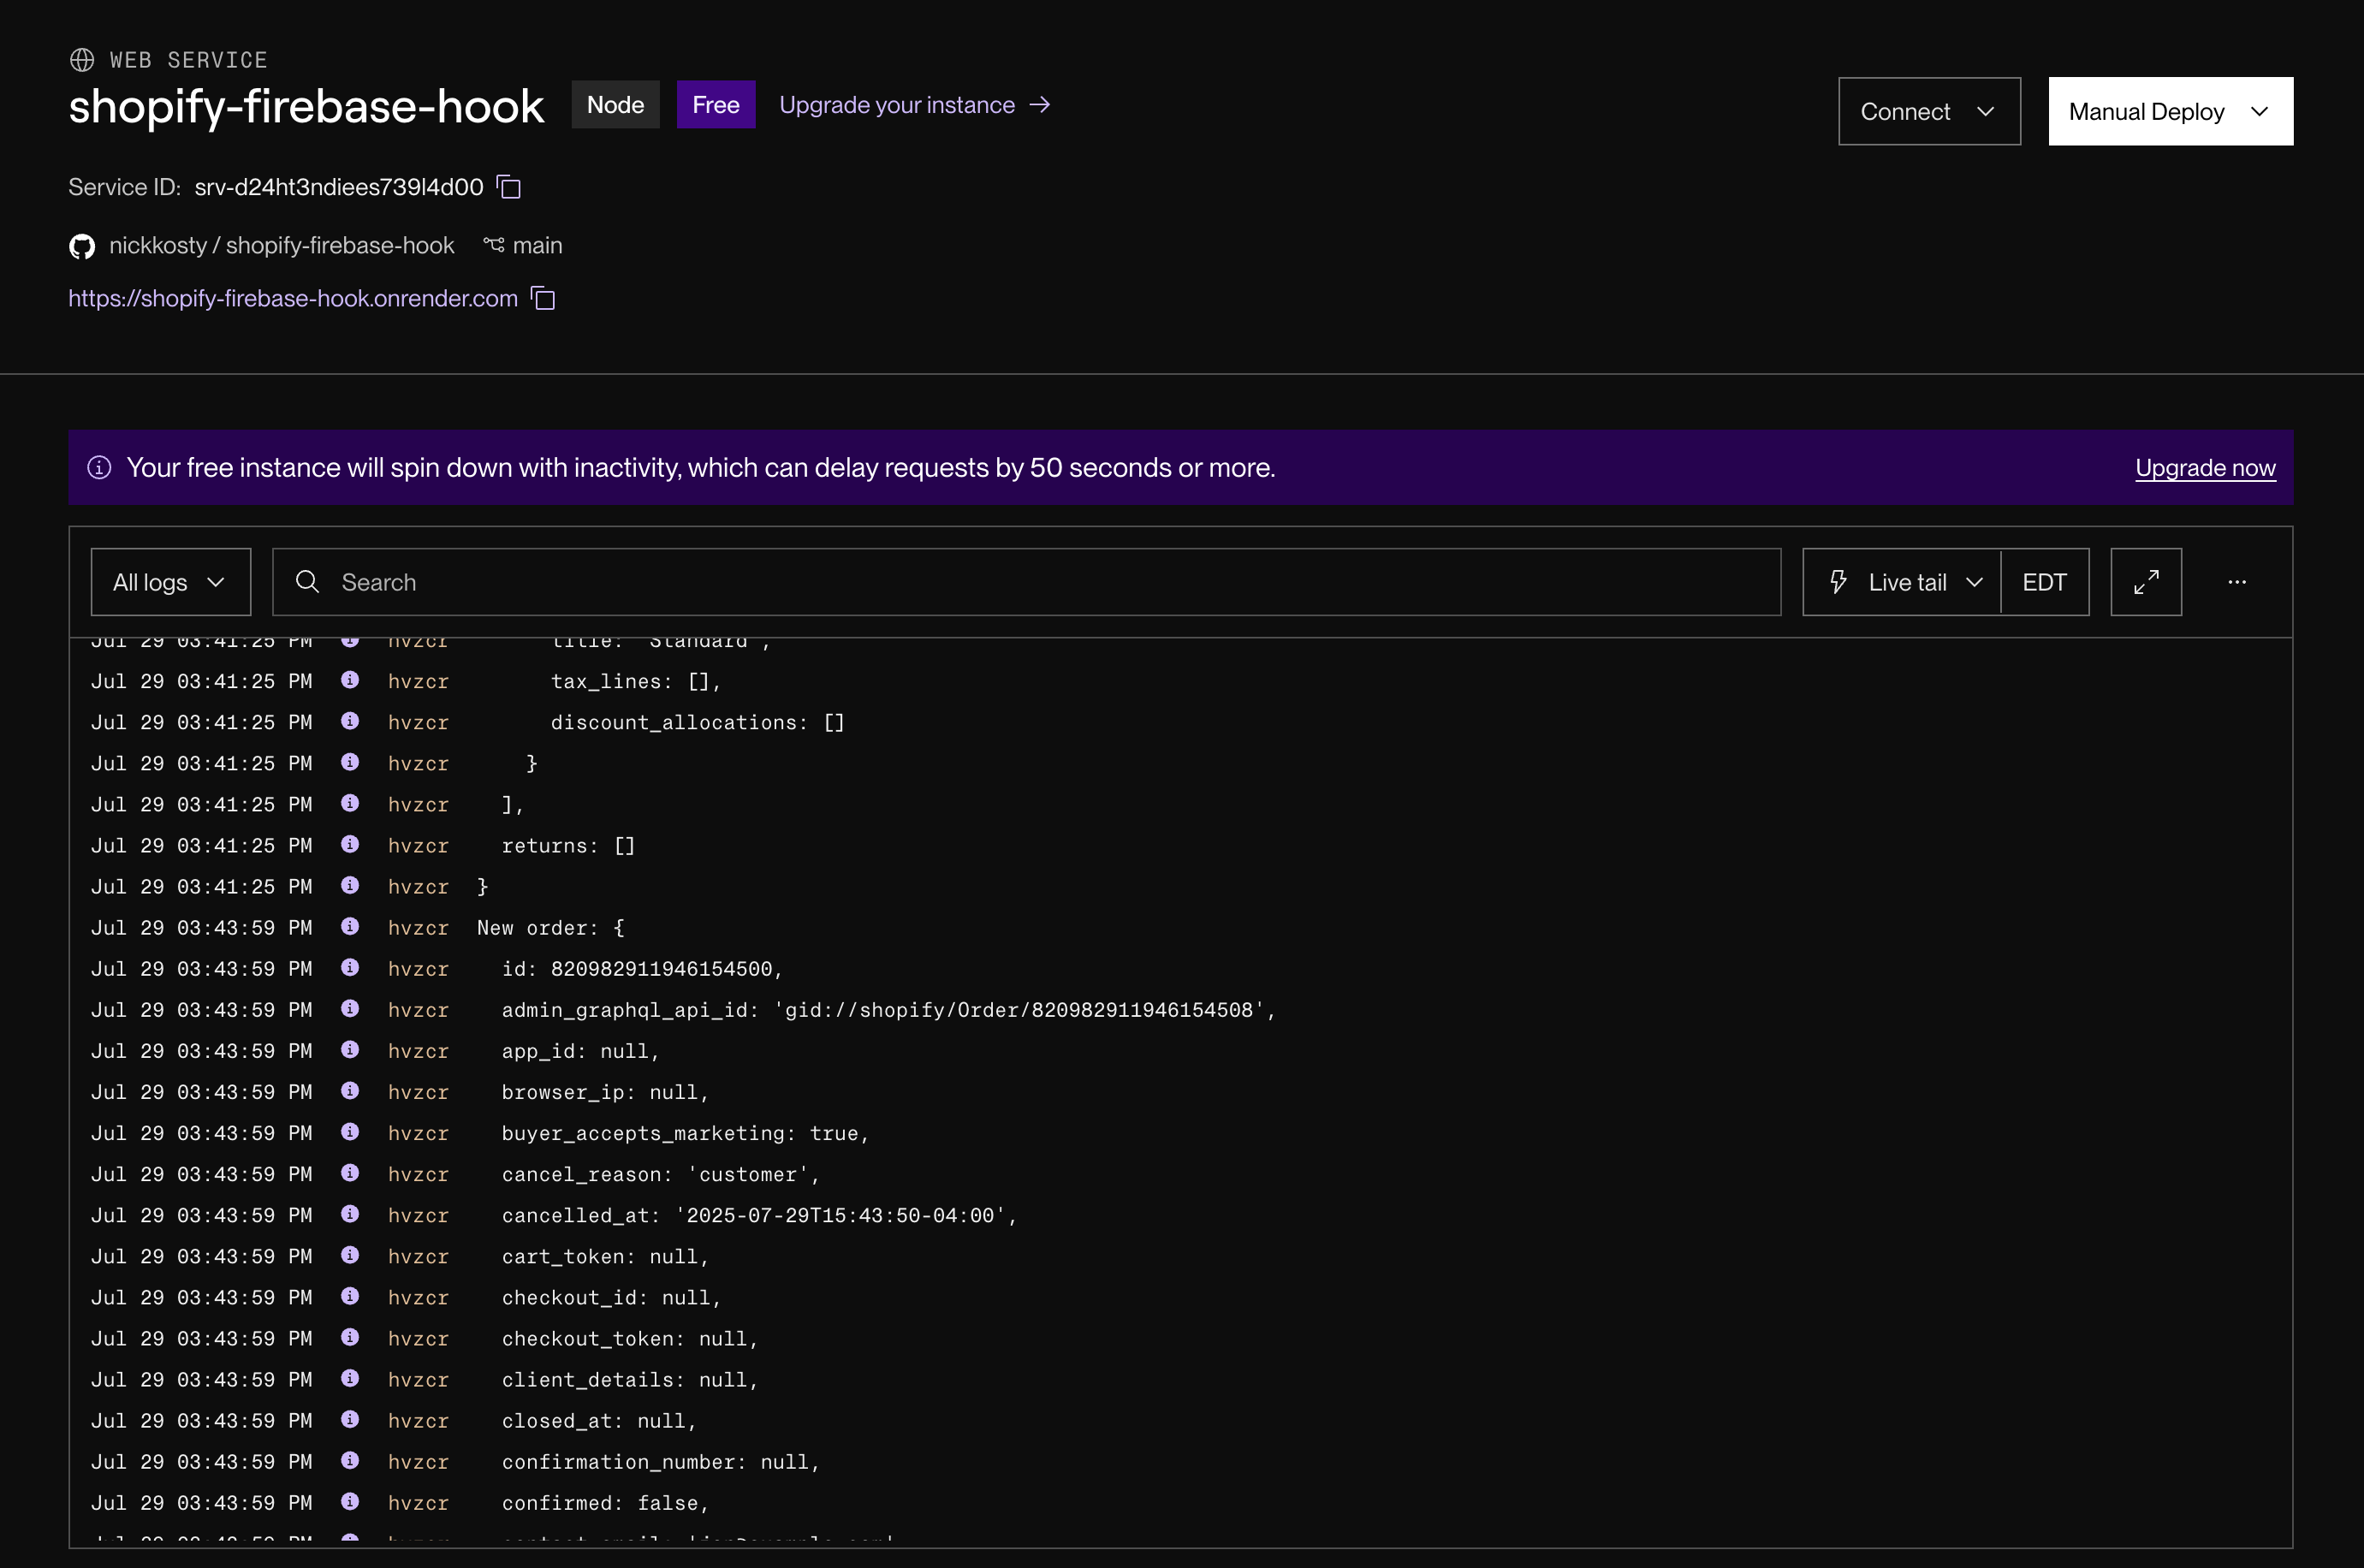 WEB SERVICE
shopify-firebase-hook Node Free Upgrade your instance →
Connect Manual Deploy
Service ID: srv-d24ht3ndiees739l4d00
nickkosty / shopify-firebase-hook main
https://shopify-firebase-hook.onrender.com
Your free instance will spin down with inactivity, which can delay requests by 50 seconds or more. Upgrade now
All logs Search Live tail EDT ...
Jul 29 03:41:25 PM hvzcr title: 'Standard',
Jul 29 03:41:25 PM hvzcr tax_lines: [],
Jul 29 03:41:25 PM hvzcr discount_allocations: []
Jul 29 03:41:25 PM hvzcr }
Jul 29 03:41:25 PM hvzcr ],
Jul 29 03:41:25 PM hvzcr returns: []
Jul 29 03:41:25 PM hvzcr }
Jul 29 03:43:59 PM hvzcr New order: {
Jul 29 03:43:59 PM hvzcr id: 820982911946154500,
Jul 29 03:43:59 PM hvzcr admin_graphql_api_id: 'gid://shopify/Order/820982911946154508',
Jul 29 03:43:59 PM hvzcr app_id: null,
Jul 29 03:43:59 PM hvzcr browser_ip: null,
Jul 29 03:43:59 PM hvzcr buyer_accepts_marketing: true,
Jul 29 03:43:59 PM hvzcr cancel_reason: 'customer',
Jul 29 03:43:59 PM hvzcr cancelled_at: '2025-07-29T15:43:50-04:00',
Jul 29 03:43:59 PM hvzcr cart_token: null,
Jul 29 03:43:59 PM hvzcr checkout_id: null,
Jul 29 03:43:59 PM hvzcr checkout_token: null,
Jul 29 03:43:59 PM hvzcr client_details: null,
Jul 29 03:43:59 PM hvzcr closed_at: null,
Jul 29 03:43:59 PM hvzcr confirmation_number: null,
Jul 29 03:43:59 PM hvzcr confirmed: false,